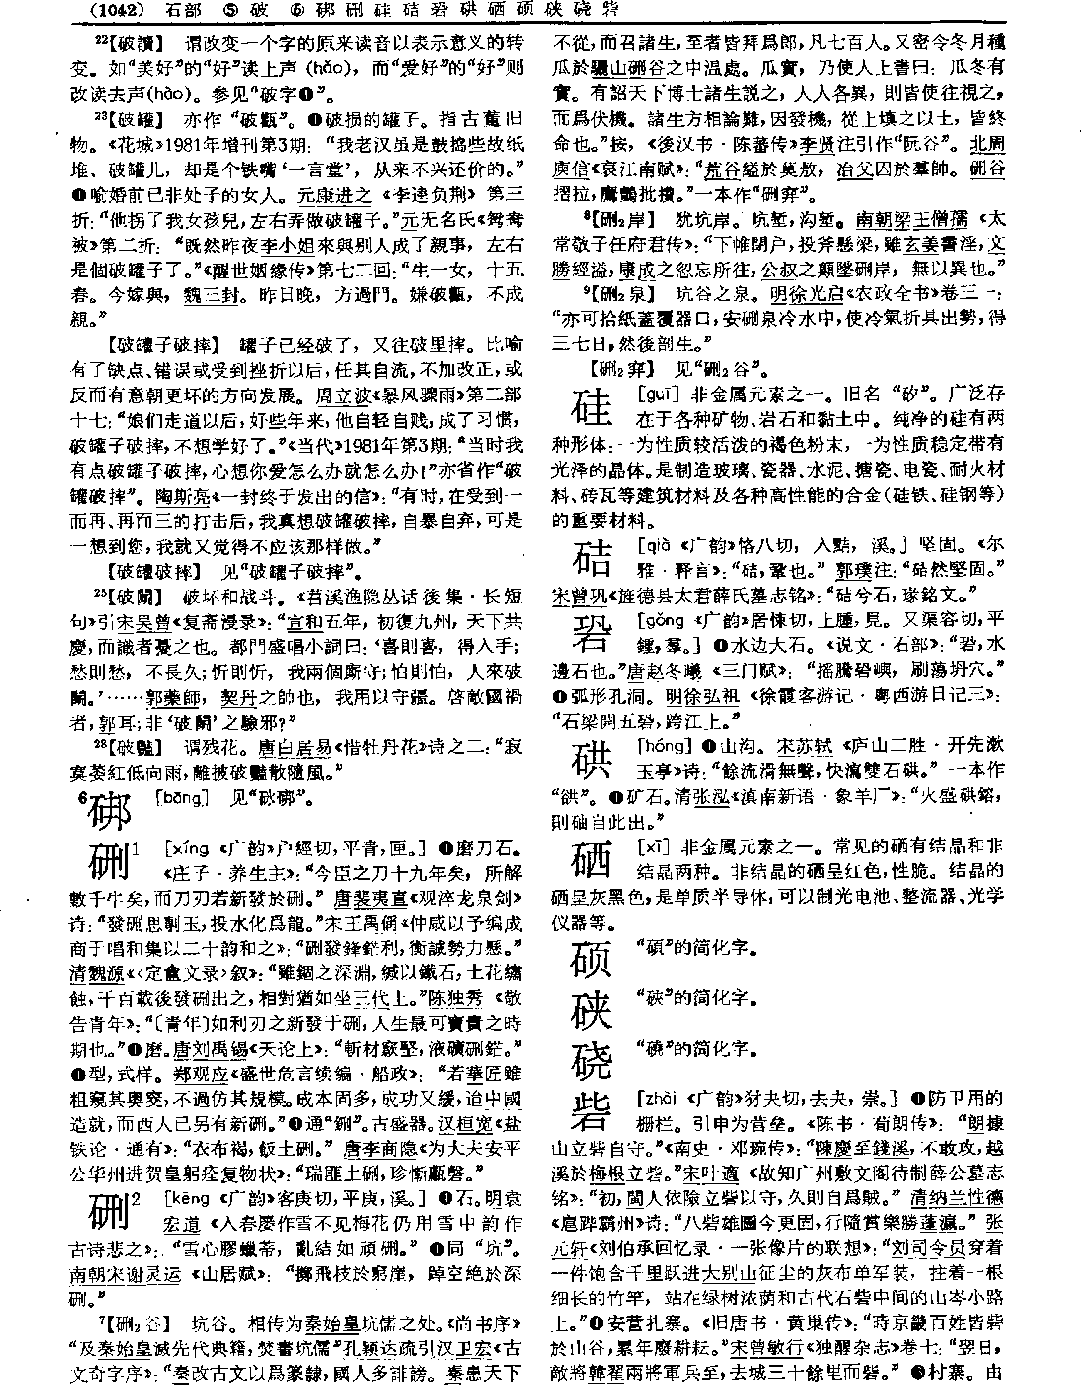 (1042) 石部 ⑤ 破 ⑥ 硑 硎 硅 硈 碧 硔 硒 硕 硖 硗 砦
²²【破讀】 谓改变一个字的原来读音以表示意义的转
变。如“美好”的“好”读上声 (hǎo)，而“爱好”的“好”则
改读去声(hào)。参见“破字❶”。
²³【破罐】 亦作 “破甌”。❶破损的罐子。指古舊旧
物。《花城》1981年增刊第3期：“我老汉虽是鼓捣些故纸
堆、破罐儿，却是个铁嘴‘一言堂’，从来不兴还价的。”
❷喻婚前已非处子的女人。元康进之 《李逵负荆》 第三
折：“他拐了我女孩兒，左右弄做破罐子。”元无名氏《鸳鸯
被》第二折： “既然昨夜李小姐來與别人成了親事，左右
是個破罐子了。”《醒世姻缘传》第七二回：“生一女，十五
春。今嫁與，魏三封。昨日晚，方過門。嫌破甌，不成
親。”
【破罐子破摔】 罐子已经破了，又往破里摔。比喻
有了缺点、错误或受到挫折以后，任其自流，不加改正，或
反而有意朝更坏的方向发展。周立波《暴风骤雨》第二部
十七：“娘们走道以后，好些年来，他自轻自贱，成了习惯，
破罐子破摔，不想学好了。”《当代》1981年第3期：“当时我
有点破罐子破摔，心想你爱怎么办就怎么办！”亦省作“破
罐破摔”。陶斯亮《一封终于发出的信》：“有时，在受到一
而再、再而三的打击后，我真想破罐破摔，自暴自弃，可是
一想到您，我就又觉得不应该那样做。”
【破罐破摔】 见“破罐子破摔”。
²⁵【破鬭】 破坏和战斗。《苕溪渔隐丛话後集·长短
句》引宋吴曾《复斋漫录》：“宣和五年，初復九州，天下共
慶，而識者憂之也。都門盛唱小詞曰：‘喜則喜，得入手；
愁則愁，不長久；忻則忻，我兩個廝守；怕則怕，人來破
鬭。’……郭藥師，契丹之帥也，我用以守疆。啓敵國禍
者，郭耳；非‘破鬭’之驗邪？”
²⁸【破豔】 谓残花。唐白居易《惜牡丹花》诗之二：“寂
寞萎紅低向雨，離披破豔散隨風。”
⁶硑 [bāng] 见“砍硑”。
硎¹ [xíng 《广韵》户經切，平青，匣。] ❶磨刀石。
《庄子·养生主》：“今臣之刀十九年矣，所解
數千牛矣，而刀刃若新發於硎。” 唐裴夷直《观淬龙泉剑》
诗：“發硎思剸玉，投水化爲龍。”宋王禹偁《仲咸以予编成
商于唱和集以二十韵和之》：“硎發鋒鋩利，衡誠勢力懸。”
清魏源《〈定盦文录〉叙》：“雖錮之深淵，緘以鐵石，土花繡
蝕，千百載後發硎出之，相對猶如坐三代上。”陈独秀 《敬
告青年》：“〔青年〕如利刃之新發于硎，人生最可寶貴之時
期也。”❷磨。唐刘禹锡《天论上》：“斬材窾堅，液礦硎鋩。”
❸型，式样。郑观应《盛世危言续编·船政》： “若華匠雖
粗窺其奥窔，不過仿其規模。成本固多，成功又緩，迨中國
造就，而西人已另有新硎。”❹通“鉶”。古盛器。汉桓宽《盐
铁论·通有》：“衣布褐，飯土硎。” 唐李商隐《为大夫安平
公华州进贺皇躬痊复物状》：“瑞匪土硎，珍慚甗磬。”
硎² [kēng 《广韵》客庚切，平庚，溪。] ❶石。明袁
宏道 《人春屡作雪不见梅花仍用雪中韵作
古诗悲之》：“雪心膠蠟蒂，亂結如頑硎。” ❷同 “坑”。
南朝宋谢灵运 《山居赋》： “擲飛枝於窮崖，踔空絶於深
硎。”
⁷【硎₂谷】 坑谷。相传为秦始皇坑儒之处。《尚书序》
“及秦始皇滅先代典籍，焚書坑儒”孔颖达疏引汉卫宏《古
文奇字序》：“秦改古文以爲篆隸，國人多誹謗。秦患天下
不從，而召諸生，至者皆拜爲郎，凡七百人。又密令冬月種
瓜於驪山硎谷之中温處。瓜實，乃使人上書曰：瓜冬有
實。有詔天下博士諸生説之，人人各異，則皆使往視之，
而爲伏機。諸生方相論難，因發機，從上填之以土，皆終
命也。”按，《後汉书·陈蕃传》李贤注引作“阬谷”。北周
庾信《哀江南赋》：“荒谷縊於莫敖，冶父囚於羣帥。硎谷
摺拉，鷹鸇批攢。”一本作“硎穽”。
⁸【硎₂岸】 犹坑岸。坑堑，沟堑。南朝梁王僧孺 《太
常敬子任府君传》：“下帷閉户，投斧懸梁，雖玄晏書淫，文
勝經溢，康成之忽忘所往，公叔之顛墜硎岸，無以異也。”
⁹【硎₂泉】 坑谷之泉。明徐光启《农政全书》卷三一：
“亦可拾紙蓋覆器口，安硎泉冷水中，使冷氣折其出勢，得
三七日，然後剖生。”
【硎₂穽】 见“硎₂谷”。
硅 [guī] 非金属元素之一。旧名 “矽”。广泛存
在于各种矿物、岩石和黏土中。纯净的硅有两
种形体：一为性质较活泼的褐色粉末，一为性质稳定带有
光泽的晶体。是制造玻璃、瓷器、水泥、搪瓷、电瓷、耐火材
料、砖瓦等建筑材料及各种高性能的合金(硅铁、硅钢等)
的重要材料。
硈 [qià 《广韵》恪八切，入黠，溪。] 坚固。《尔
雅·释言》：“硈，鞏也。” 郭璞注：“硈然堅固。”
宋曾巩《旌德县太君薛氏墓志铭》：“硈兮石，琢銘文。”
碧 [gǒng 《广韵》居悚切，上腫，見。又渠容切，平
鍾，羣。] ❶水边大石。《说文·石部》：“碧，水
邊石也。”唐赵冬曦 《三门赋》：“摇騰碧嶼，刷蕩坍穴。”
❷弧形孔洞。明徐弘祖 《徐霞客游记·粤西游日记三》：
“石梁開五碧，跨江上。”
硔 [hóng] ❶山沟。宋苏轼 《庐山二胜·开先漱
玉亭》诗：“餘流滑無聲，快瀉雙石硔。” 一本作
“谼”。❷矿石。清张泓《滇南新语·象羊厂》：“火盛硔鎔，
則砂自此出。”
硒 [xī] 非金属元素之一。常见的硒有结晶和非
结晶两种。非结晶的硒呈红色，性脆。结晶的
硒呈灰黑色，是单质半导体，可以制光电池、整流器、光学
仪器等。
硕 “碩”的简化字。
硖 “硤”的简化字。
硗 “磽”的简化字。
砦 [zhài 《广韵》豺夬切，去夬，崇。] ❶防卫用的
栅栏。引申为营垒。《陈书·荀朗传》： “朗據
山立砦自守。”《南史·邓琬传》：“陳慶至錢溪，不敢攻，越
溪於梅根立砦。”宋叶適 《故知广州敷文阁待制薛公墓志
铭》：“初，閩人依險立砦以守，久則自爲賊。” 清纳兰性德
《扈跸霸州》诗：“八砦雄圖今更固，行隨賞樂勝蓬瀛。” 张
元轩《刘伯承回忆录·一张像片的联想》：“刘司令员穿着
一件饱含千里跃进大别山征尘的灰布单军装，拄着一根
细长的竹竿，站在绿树浓荫和古代石砦中间的山岑小路
上。”❷安营扎寨。《旧唐书·黄巢传》：“時京畿百姓皆砦
於山谷，累年廢耕耘。”宋曾敏行《独醒杂志》卷七：“翌日，
敵將韓翟兩將軍兵至，去城三十餘里而砦。” ❸村寨。由